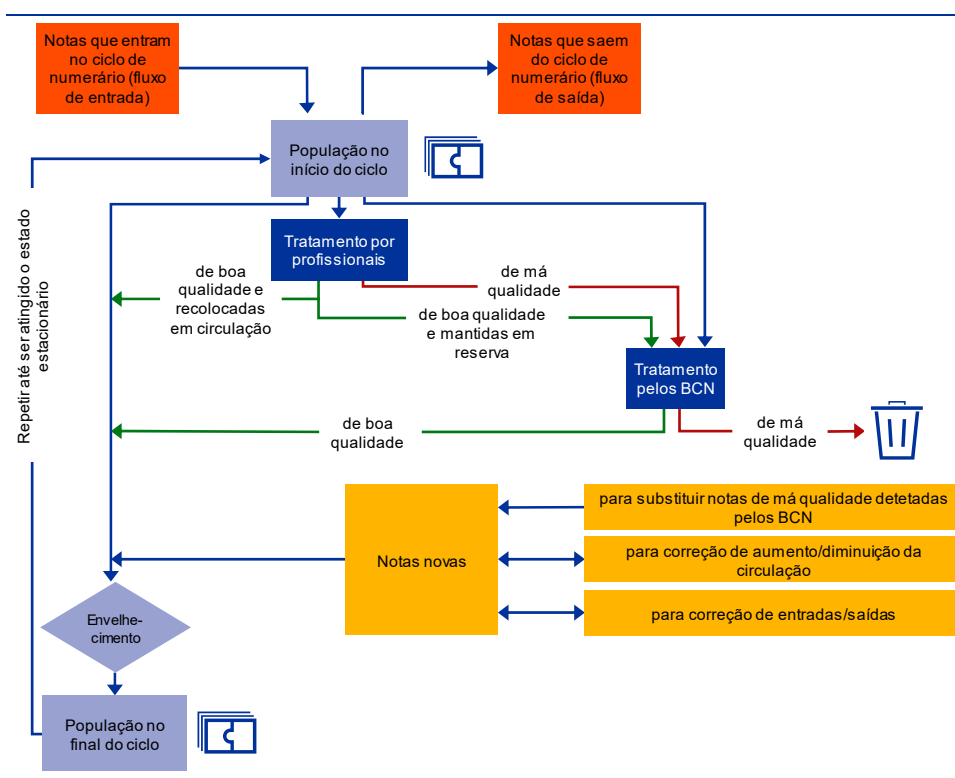 Notas que entram
no ciclo de
numerário (fluxo
de entrada)
Notas que saem
do ciclo de
numerário (fluxo
de saída)
População no
início do ciclo
Tratamento por
profissionais
de boa
qualidade e
recolocadas
em circulação
de má
qualidade
de boa qualidade
e mantidas em
reserva
Tratamento
pelos BCN
Repetir até ser atingido o estado
estacionário
de boa
qualidade
de má
qualidade
Notas novas
para substituir notas de má qualidade detetadas
pelos BCN
para correção de aumento/diminuição da
circulação
para correção de entradas/saídas
Envelhe-
cimento
População no
final do ciclo